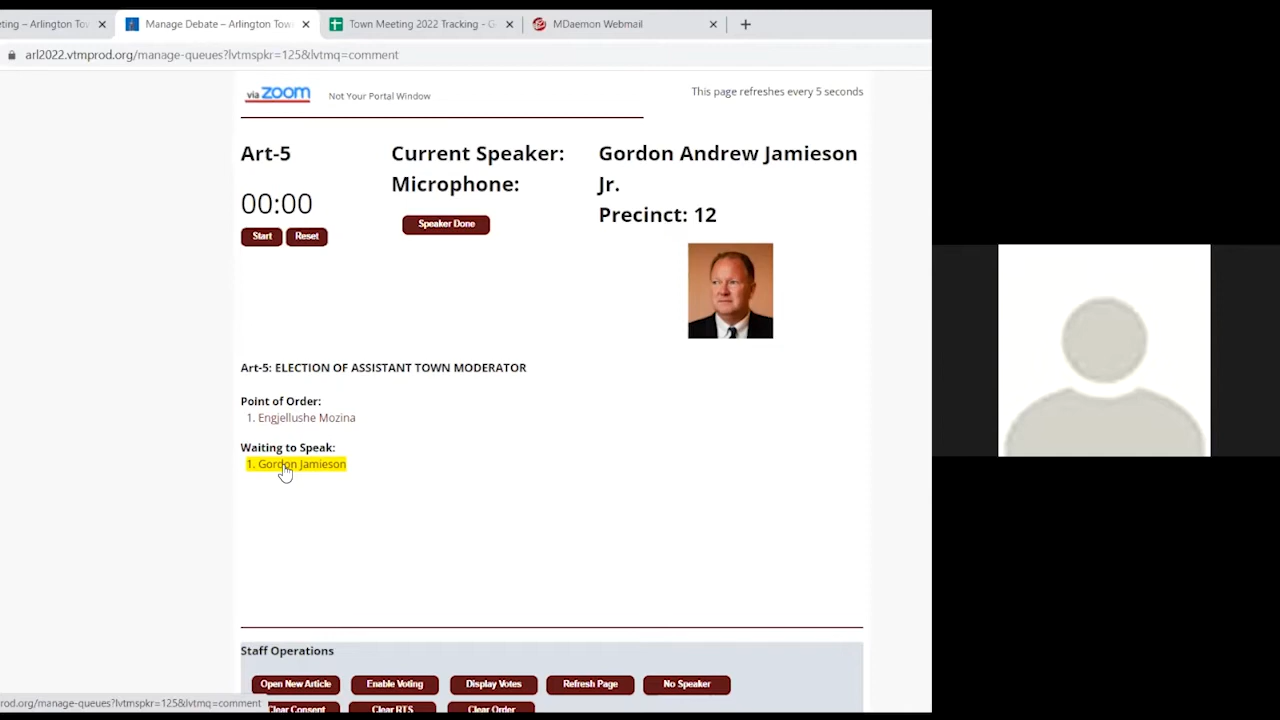 eting – Arlington Tov
Manage Debate – Arlington Town
Town Meeting 2022 Tracking - G
MDaemon Webmail
arl2022.vtmprod.org/manage-queues?lvtmspkr=125&lvtmq=comment
via zoom
Not Your Portal Window
This page refreshes every 5 seconds
Art-5
Current Speaker:
Gordon Andrew Jamieson
Microphone:
Jr.
00:00
Precinct: 12
Start
Reset
Speaker Done
Art-5: ELECTION OF ASSISTANT TOWN MODERATOR
Point of Order:
1. Engjellushe Mozina
Waiting to Speak:
1. Gordon Jamieson
Staff Operations
Open New Article
Enable Voting
Display Votes
Refresh Page
No Speaker
prod.org/manage-queues?lvtmspkr=125&lvtmq=comment
Clear Consent
Clear RTS
Clear Order